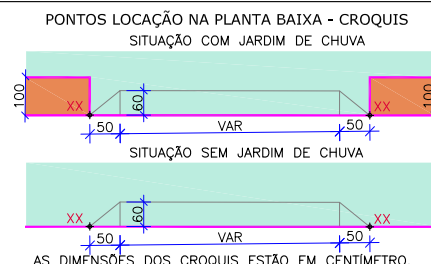 PONTOS LOCAÇÃO NA PLANTA BAIXA - CROQUIS
SITUAÇÃO COM JARDIM DE CHUVA
100 XX 60 XX 100
50 VAR 50
SITUAÇÃO SEM JARDIM DE CHUVA
XX 60 XX
50 VAR 50
AS DIMENSÕES DOS CROQUIS ESTÃO EM CENTÍMETRO.